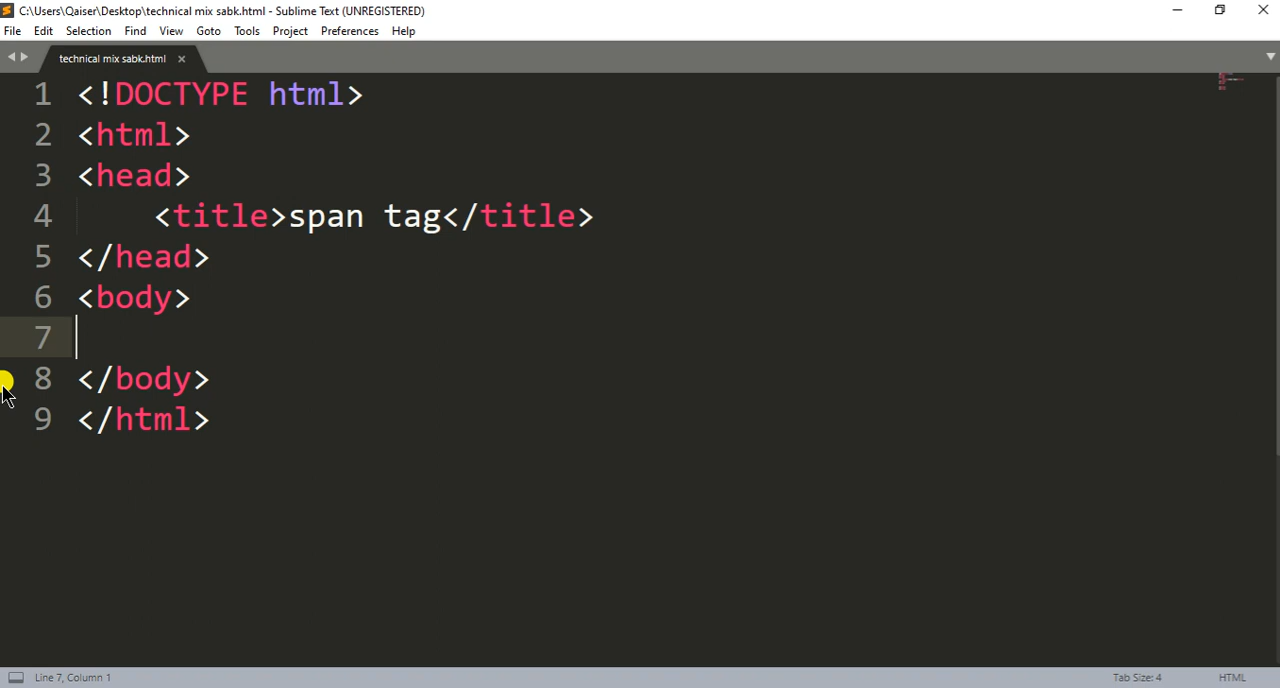 C:\Users\Qaiser\Desktop\technical mix sabk.html - Sublime Text (UNREGISTERED)
File Edit Selection Find View Goto Tools Project Preferences Help
technical mix sabk.html ×
1 <!DOCTYPE html>
2 <html>
3 <head>
4     <title>span tag</title>
5 </head>
6 <body>
7
8 </body>
9 </html>
Line 7, Column 1 Tab Size: 4 HTML